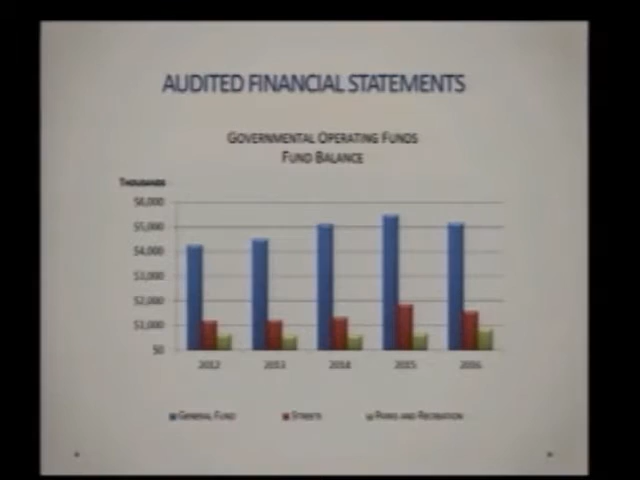 AUDITED FINANCIAL STATEMENTS
GOVERNMENTAL OPERATING FUNDS
FUND BALANCE
THOUSANDS
$6,000
$5,000
$4,000
$3,000
$2,000
$1,000
$0
2012 2013 2014 2015 2016
GENERAL FUND STREETS PARKS AND RECREATION